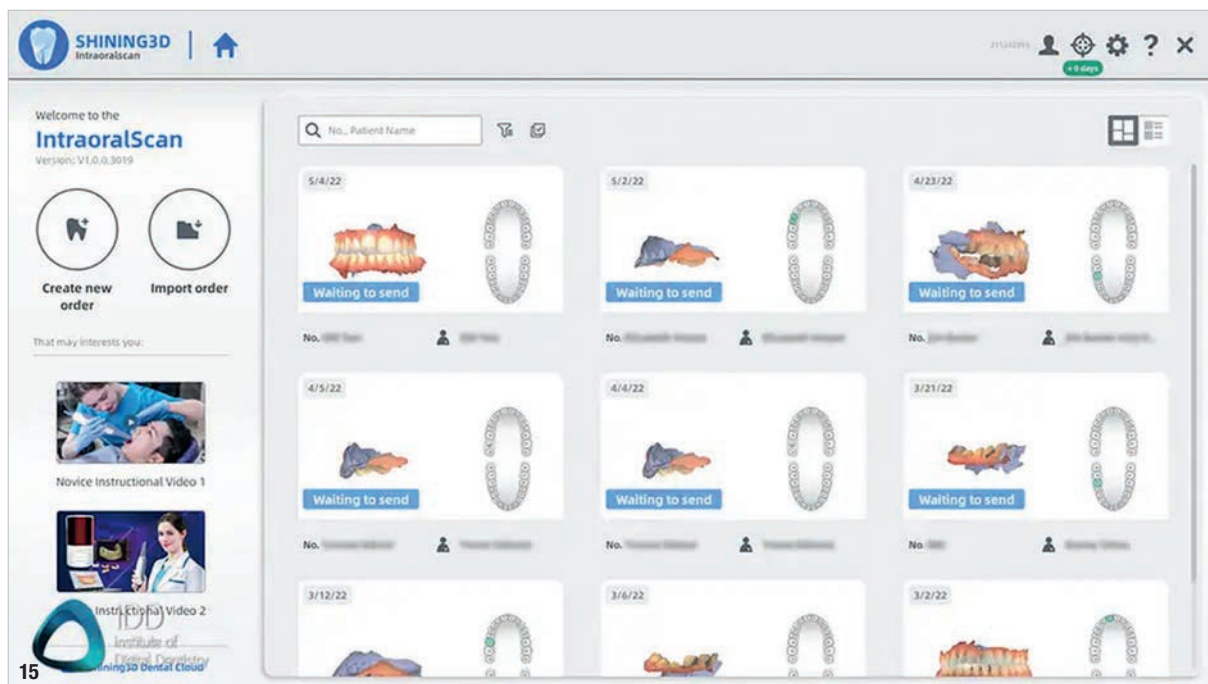 SHINING3D
Intraoralscan
+0 days
Welcome to the
IntraoralScan
Version: V1.0.0.3019
Create new
order
Import order
That may interests you:
Novice Instructional Video 1
Instructional Video 2
IDD
Institute of
Digital Dentistry
Shining3D Dental Cloud
15
No., Patient Name
5/4/22
Waiting to send
No.
5/2/22
Waiting to send
No.
4/23/22
Waiting to send
No.
4/5/22
Waiting to send
No.
4/4/22
Waiting to send
No.
3/21/22
Waiting to send
No.
3/12/22
3/6/22
3/2/22